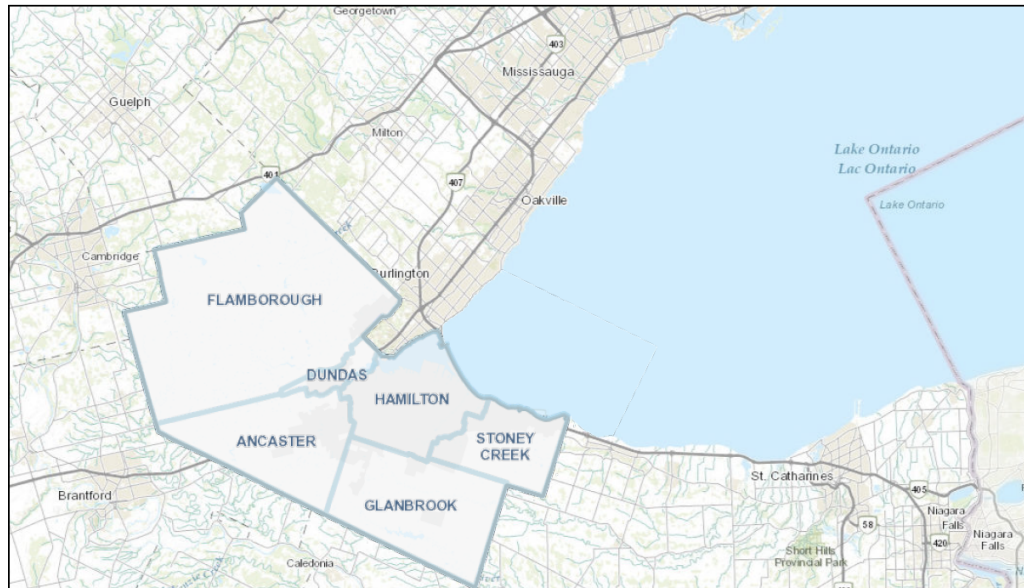 Georgetown
403
Mississauga
Guelph
Milton
Lake Ontario
Lac Ontario
401
407
Oakville
Lake Ontario
Cambridge
Burlington
FLAMBOROUGH
DUNDAS
HAMILTON
ANCASTER
STONEY
CREEK
St. Catharines
Brantford
405
GLANBROOK
Niagara
Falls
58
Niagara
Falls
420
Short Hills
Provincial Park
Caledonia